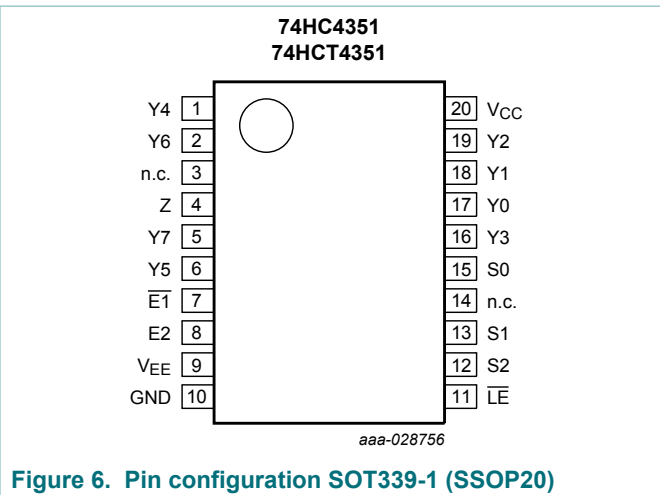 74HC4351
74HCT4351
Y4 1 20 VCC
Y6 2 19 Y2
n.c. 3 18 Y1
Z 4 17 Y0
Y7 5 16 Y3
Y5 6 15 S0
E1 7 14 n.c.
E2 8 13 S1
VEE 9 12 S2
GND 10 11 LE
aaa-028756
Figure 6. Pin configuration SOT339-1 (SSOP20)